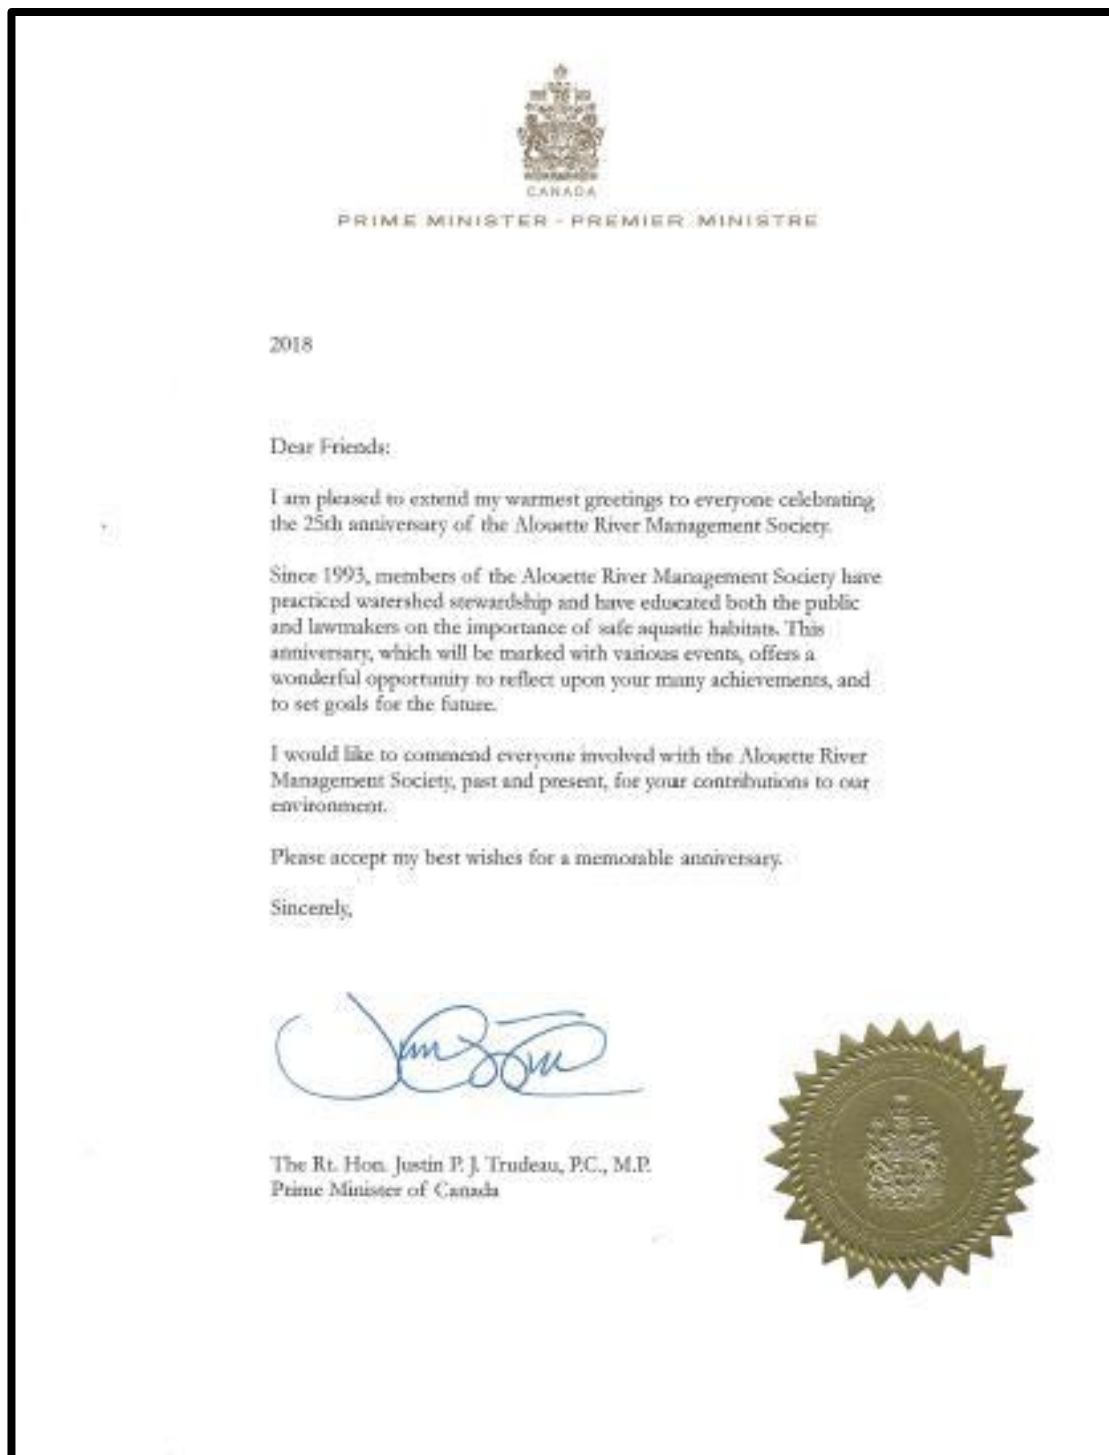 CANADA
PRIME MINISTER - PREMIER MINISTRE
2018
Dear Friends:
I am pleased to extend my warmest greetings to everyone celebrating
the 25th anniversary of the Alouette River Management Society.
Since 1993, members of the Alouette River Management Society have
practiced watershed stewardship and have educated both the public
and lawmakers on the importance of safe aquatic habitats. This
anniversary, which will be marked with various events, offers a
wonderful opportunity to reflect upon your many achievements, and
to set goals for the future.
I would like to commend everyone involved with the Alouette River
Management Society, past and present, for your contributions to our
environment.
Please accept my best wishes for a memorable anniversary.
Sincerely,
The Rt. Hon. Justin P. J. Trudeau, P.C., M.P.
Prime Minister of Canada